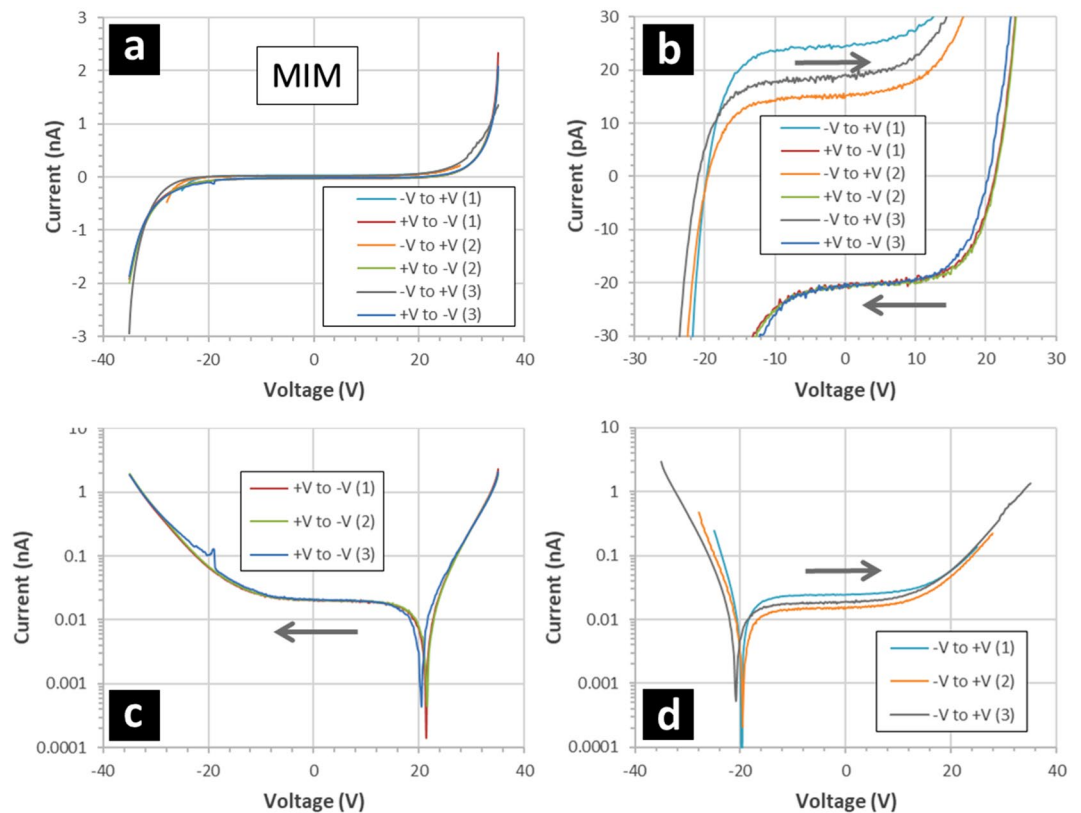 a
MIM
3
2
1
0
-1
-2
-3
Current (nA)
-V to +V (1)
+V to -V (1)
-V to +V (2)
+V to -V (2)
-V to +V (3)
+V to -V (3)
-40 -20 0 20 40
Voltage (V)
b
30
20
10
0
-10
-20
-30
Current (pA)
-V to +V (1)
+V to -V (1)
-V to +V (2)
+V to -V (2)
-V to +V (3)
+V to -V (3)
-30 -20 -10 0 10 20 30
Voltage (V)
10
1
0.1
0.01
0.001
0.0001
Current (nA)
+V to -V (1)
+V to -V (2)
+V to -V (3)
c
-40 -20 0 20 40
Voltage (V)
10
1
0.1
0.01
0.001
0.0001
Current (nA)
-V to +V (1)
-V to +V (2)
-V to +V (3)
d
-40 -20 0 20 40
Voltage (V)